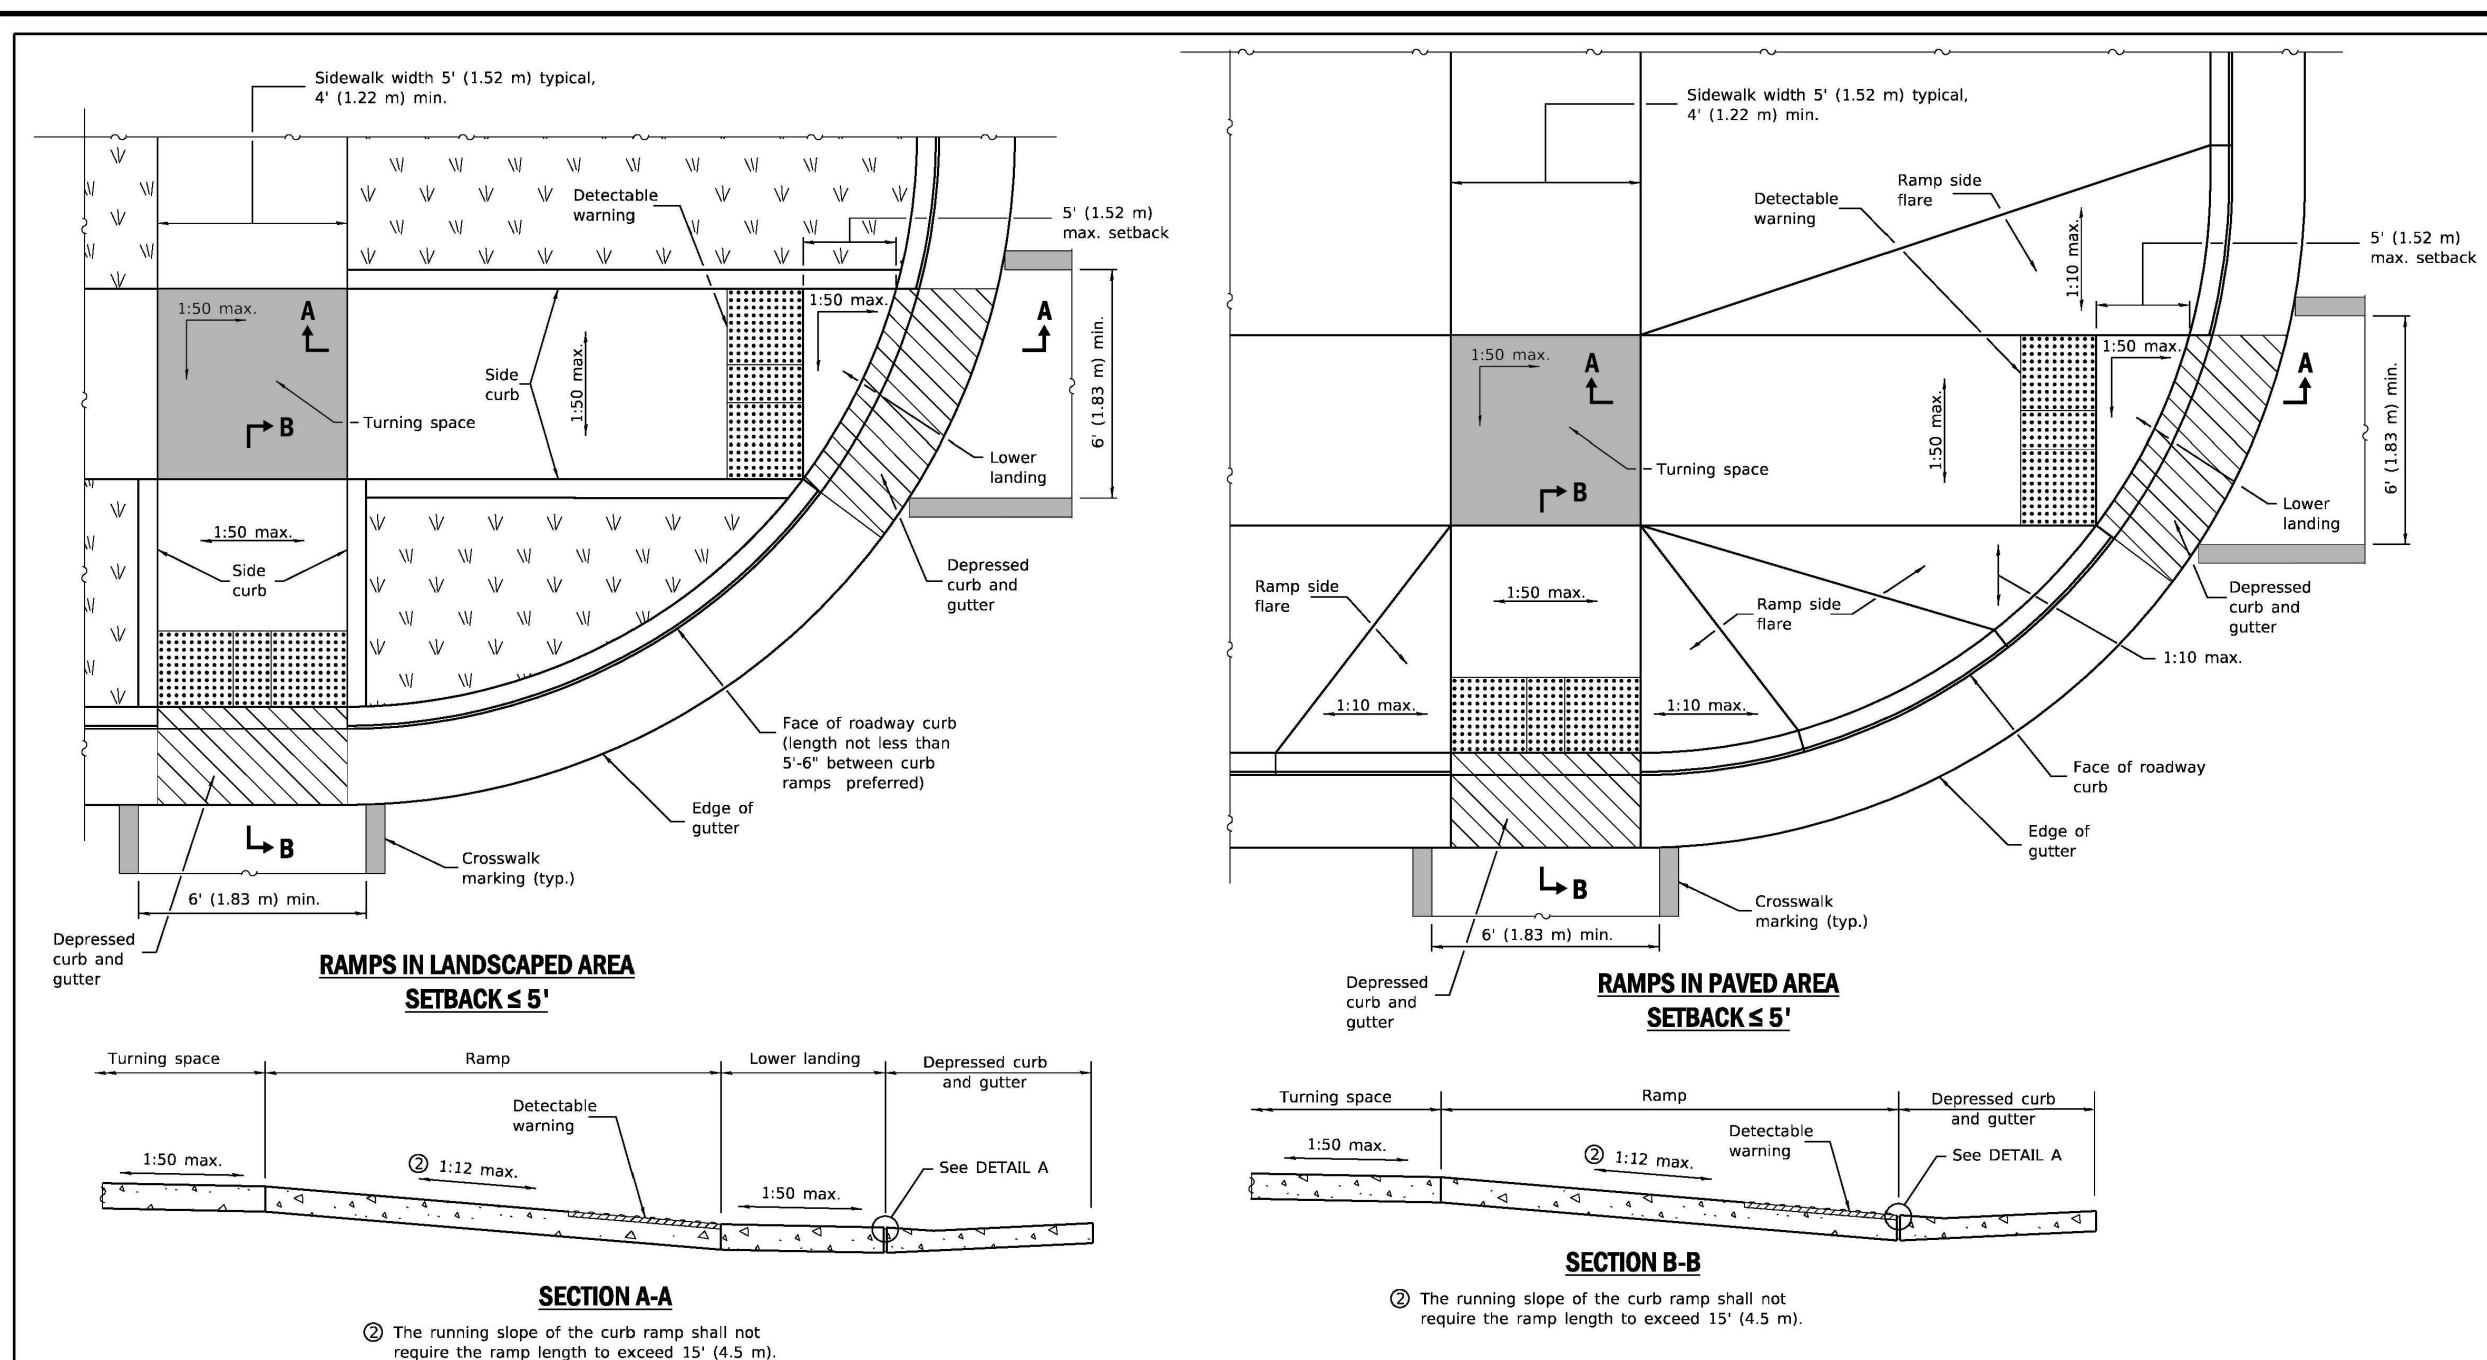 Sidewalk width 5' (1.52 m) typical,
4' (1.22 m) min.
Detectable
warning
5' (1.52 m)
max. setback
1:50 max.
A
1:50 max.
A
Side
curb
1:50 max.
6' (1.83 m) min.
B
Turning space
Lower
landing
1:50 max.
Side
curb
Depressed
curb and
gutter
Face of roadway curb
(length not less than
5'-6" between curb
ramps preferred)
Edge of
gutter
B
Crosswalk
marking (typ.)
6' (1.83 m) min.
Depressed
curb and
gutter
RAMPS IN LANDSCAPED AREA
SETBACK ≤ 5'
Sidewalk width 5' (1.52 m) typical,
4' (1.22 m) min.
Ramp side
flare
Detectable
warning
1:10 max.
5' (1.52 m)
max. setback
1:50 max.
A
1:50 max.
A
1:50 max.
6' (1.83 m) min.
Turning space
B
Lower
landing
Ramp side
flare
1:50 max.
Ramp side
flare
Depressed
curb and
gutter
1:10 max.
1:10 max.
1:10 max.
Face of roadway
curb
Edge of
gutter
B
Crosswalk
marking (typ.)
6' (1.83 m) min.
Depressed
curb and
gutter
RAMPS IN PAVED AREA
SETBACK ≤ 5'
Turning space
Ramp
Lower landing
Depressed curb
and gutter
Detectable
warning
1:50 max.
② 1:12 max.
1:50 max.
See DETAIL A
SECTION A-A
② The running slope of the curb ramp shall not
require the ramp length to exceed 15' (4.5 m).
Turning space
Ramp
Depressed curb
and gutter
Detectable
warning
1:50 max.
② 1:12 max.
See DETAIL A
SECTION B-B
② The running slope of the curb ramp shall not
require the ramp length to exceed 15' (4.5 m).